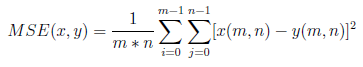 MSE(x, y) = \frac{1}{m * n} \sum_{i=0}^{m-1} \sum_{j=0}^{n-1} [x(m, n) - y(m, n)]^2